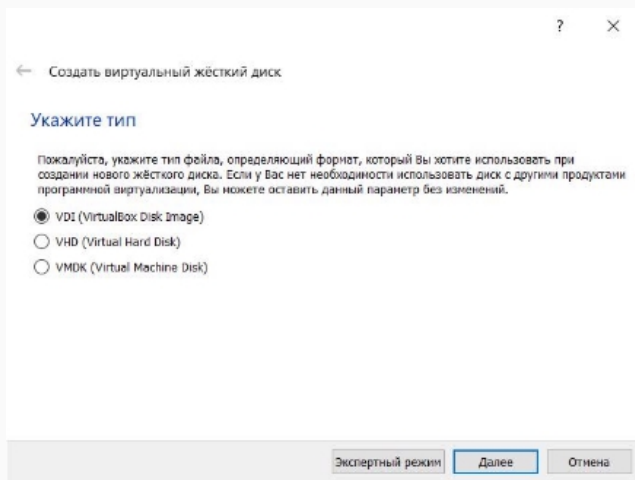 ?
Создать виртуальный жёсткий диск
Укажите тип
Пожалуйста, укажите тип файла, определяющий формат, который Вы хотите использовать при
создании нового жёсткого диска. Если у Вас нет необходимости использовать диск с другими продуктами
программной виртуализации, Вы можете оставить данный параметр без изменений.
VDI (VirtualBox Disk Image)
VHD (Virtual Hard Disk)
VMDK (Virtual Machine Disk)
Экспертный режим Далее Отмена